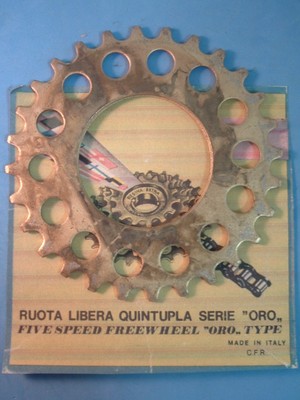 RUOTA LIBERA QUINTUPLA SERIE "ORO„
FIVE SPEED FREEWHEEL "ORO„ TYPE
MADE IN ITALY
C.F.R.